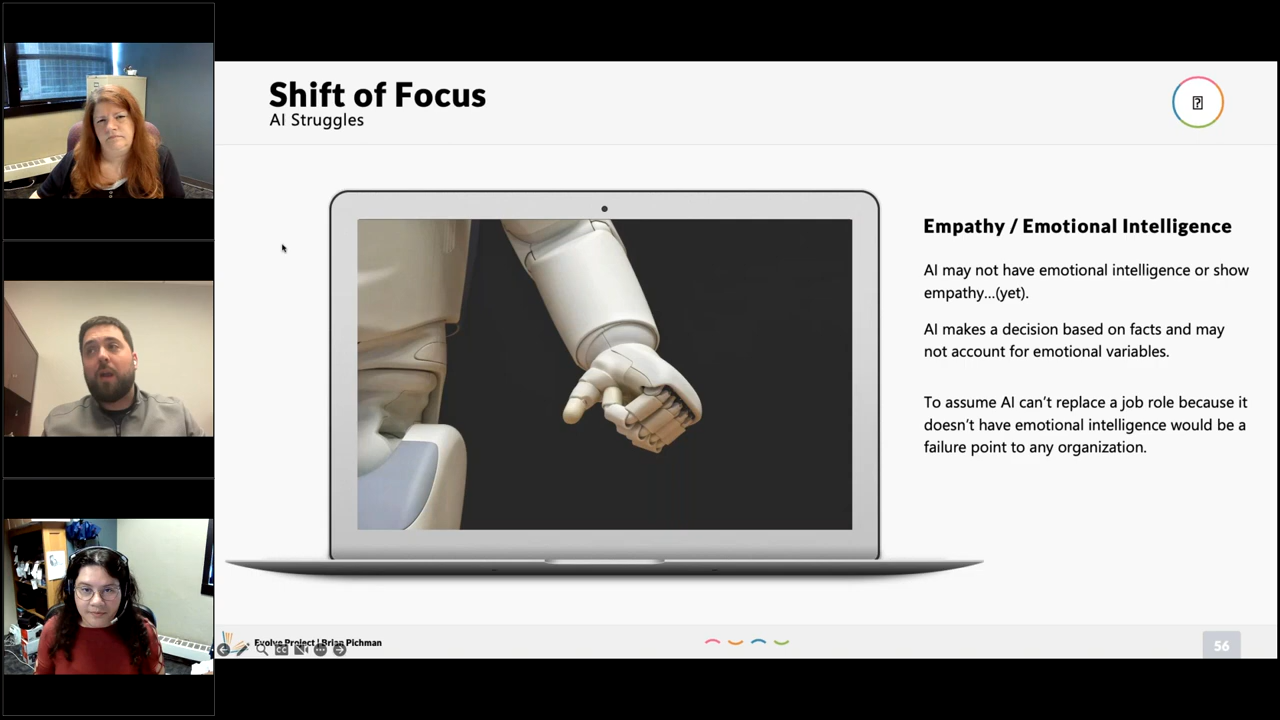 Shift of Focus
AI Struggles
Empathy / Emotional Intelligence
AI may not have emotional intelligence or show
empathy...(yet).
AI makes a decision based on facts and may
not account for emotional variables.
To assume AI can’t replace a job role because it
doesn’t have emotional intelligence would be a
failure point to any organization.
Evolve Project | Brian Pichman
CC
56